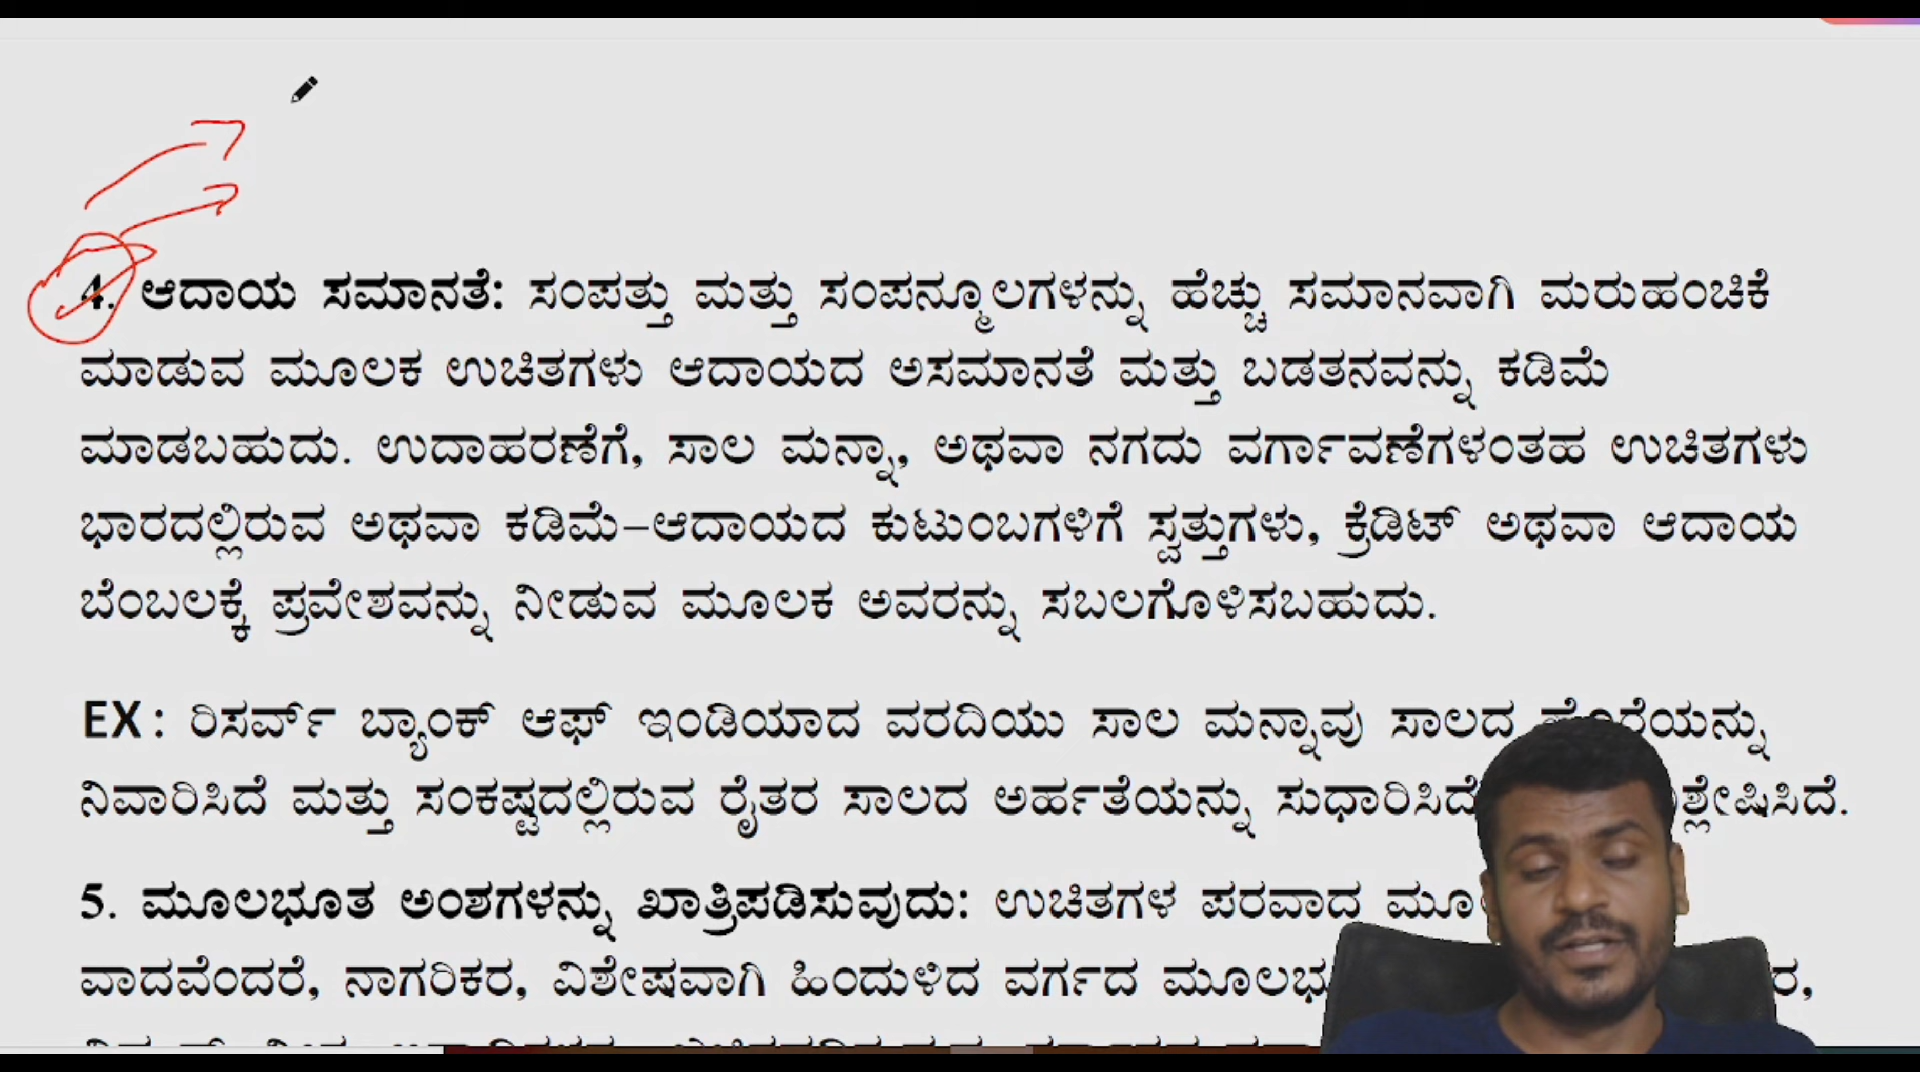 4. ಆದಾಯ ಸಮಾನತೆ: ಸಂಪತ್ತು ಮತ್ತು ಸಂಪನ್ಮೂಲಗಳನ್ನು ಹೆಚ್ಚು ಸಮಾನವಾಗಿ ಮರುಹಂಚಿಕೆ
ಮಾಡುವ ಮೂಲಕ ಉಚಿತಗಳು ಆದಾಯದ ಅಸಮಾನತೆ ಮತ್ತು ಬಡತನವನ್ನು ಕಡಿಮೆ
ಮಾಡಬಹುದು. ಉದಾಹರಣೆಗೆ, ಸಾಲ ಮನ್ನಾ, ಅಥವಾ ನಗದು ವರ್ಗಾವಣೆಗಳಂತಹ ಉಚಿತಗಳು
ಭಾರದಲ್ಲಿರುವ ಅಥವಾ ಕಡಿಮೆ-ಆದಾಯದ ಕುಟುಂಬಗಳಿಗೆ ಸ್ವತ್ತುಗಳು, ಕ್ರೆಡಿಟ್ ಅಥವಾ ಆದಾಯ
ಬೆಂಬಲಕ್ಕೆ ಪ್ರವೇಶವನ್ನು ನೀಡುವ ಮೂಲಕ ಅವರನ್ನು ಸಬಲಗೊಳಿಸಬಹುದು.
EX: ರಿಸರ್ವ್ ಬ್ಯಾಂಕ್ ಆಫ್ ಇಂಡಿಯಾದ ವರದಿಯು ಸಾಲ ಮನ್ನಾವು ಸಾಲದ ಹೊರೆಯನ್ನು
ನಿವಾರಿಸಿದೆ ಮತ್ತು ಸಂಕಷ್ಟದಲ್ಲಿರುವ ರೈತರ ಸಾಲದ ಅರ್ಹತೆಯನ್ನು ಸುಧಾರಿಸಿದೆ
5. ಮೂಲಭೂತ ಅಂಶಗಳನ್ನು ಖಾತ್ರಿಪಡಿಸುವುದು: ಉಚಿತಗಳ ಪರವಾದ
ವಾದವೆಂದರೆ, ನಾಗರಿಕರ, ವಿಶೇಷವಾಗಿ ಹಿಂದುಳಿದ ವರ್ಗದ